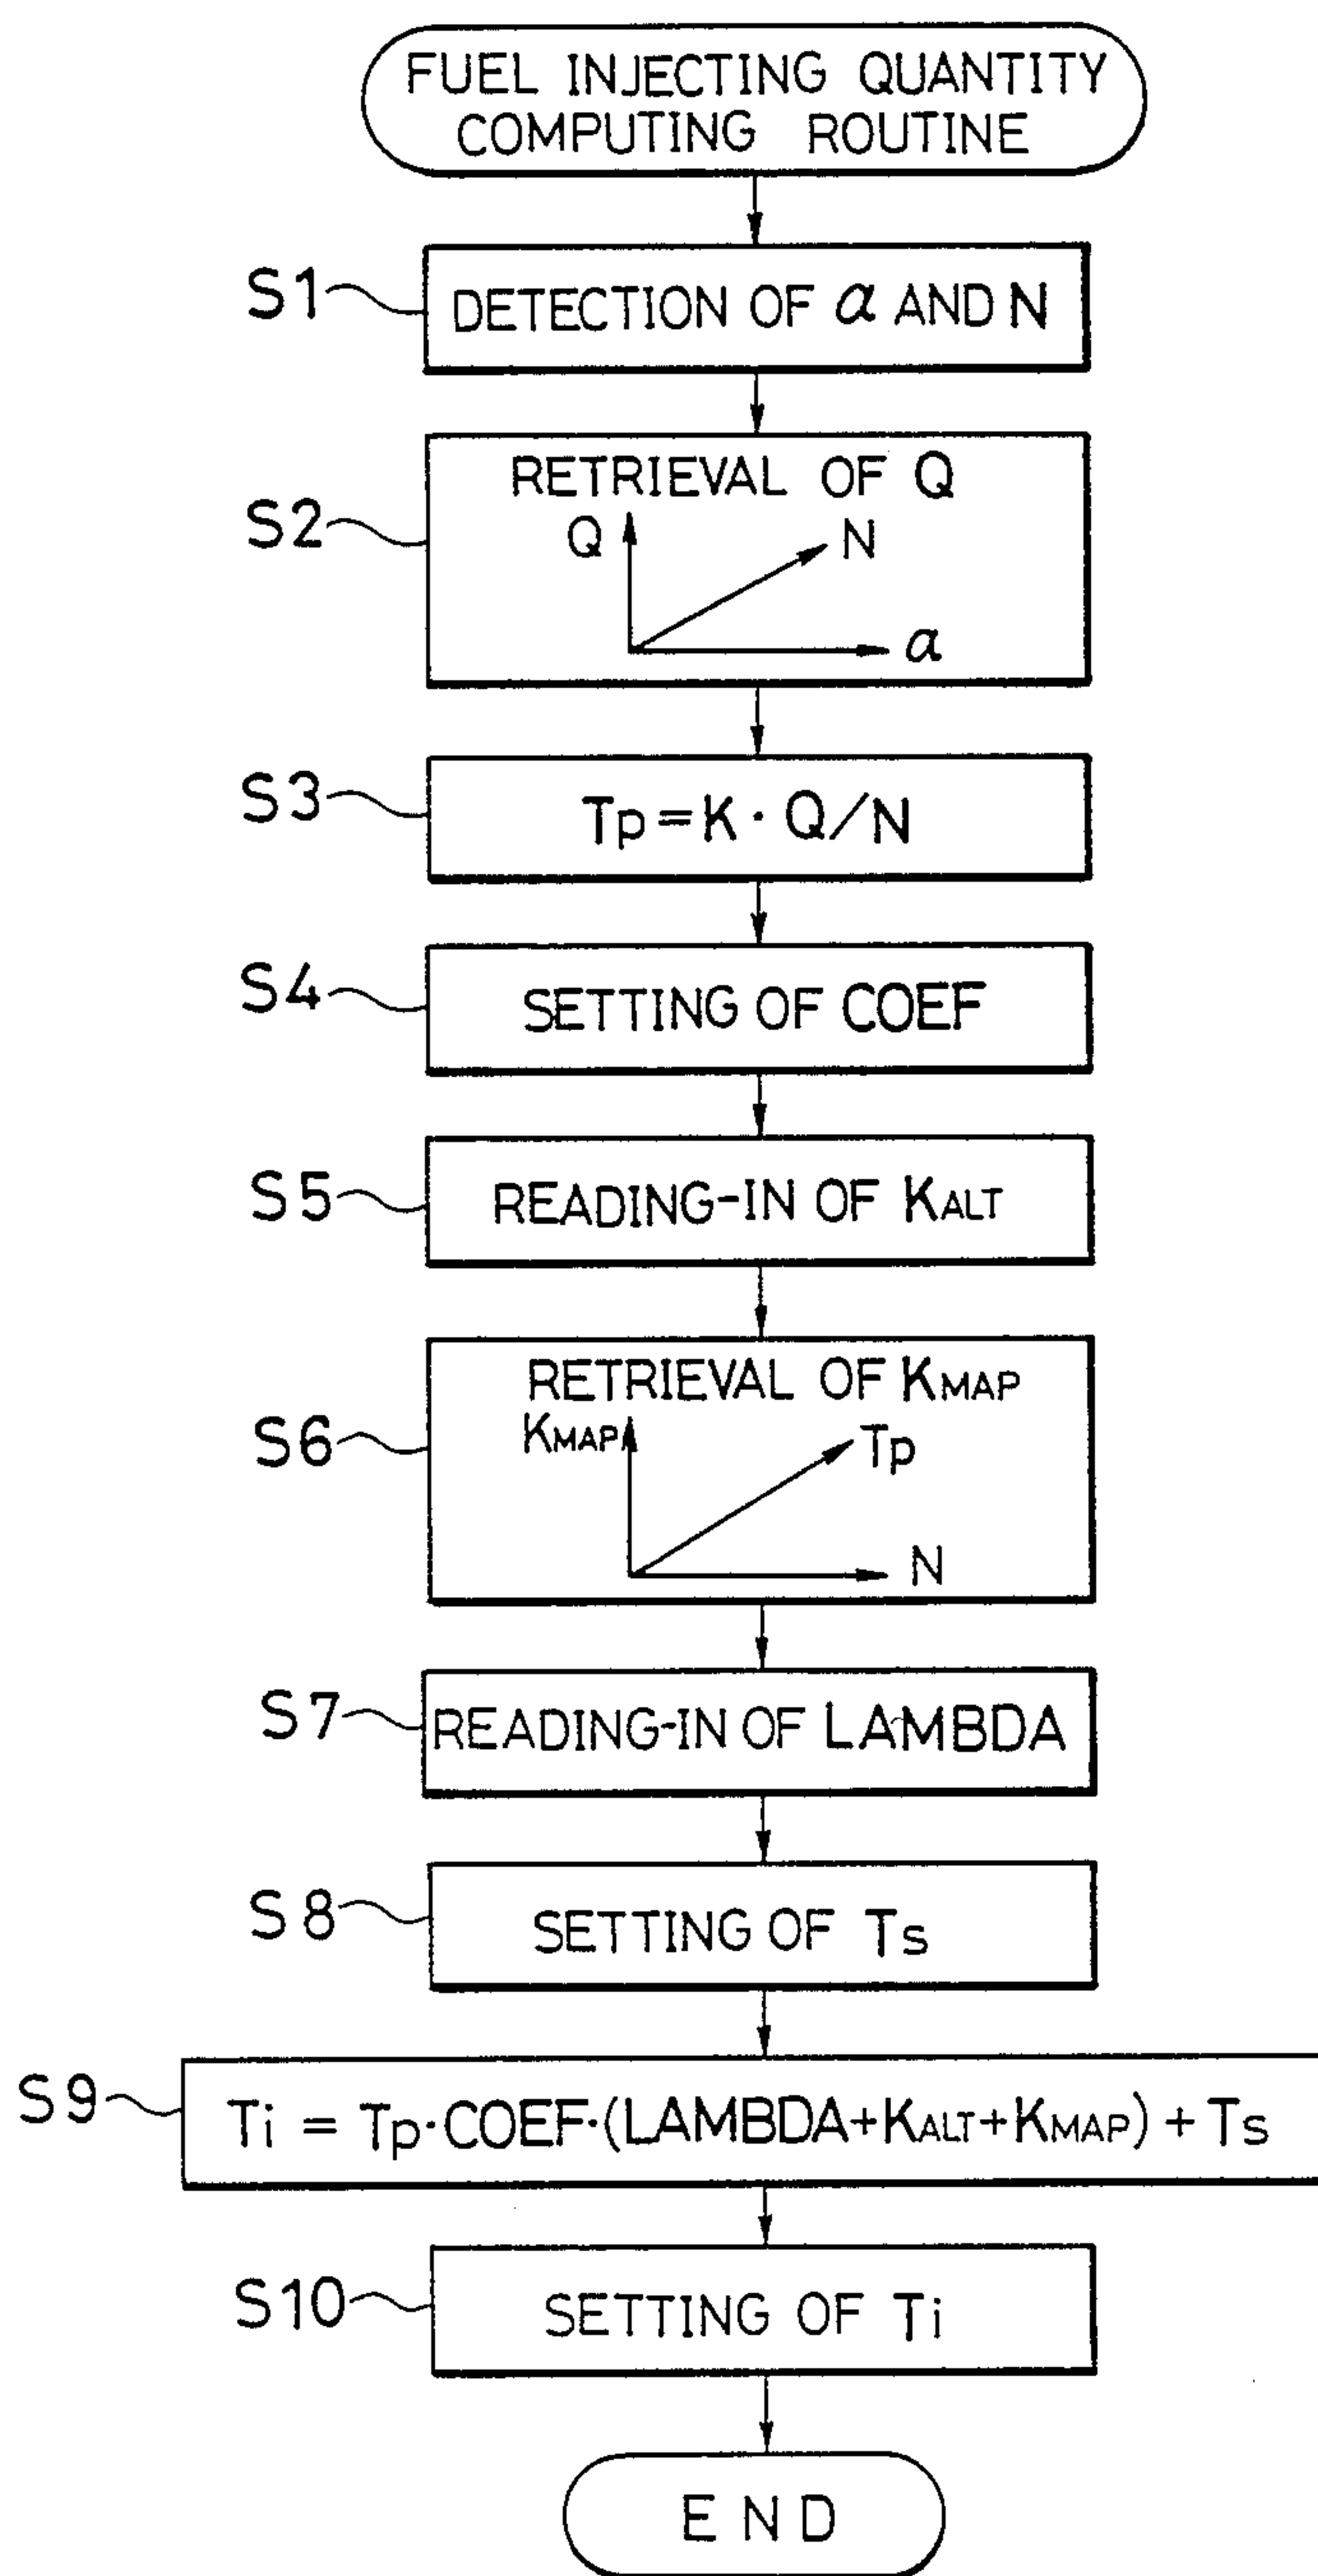 FUEL INJECTING QUANTITY
COMPUTING ROUTINE
S1
DETECTION OF α AND N
S2
RETRIEVAL OF Q
Q
N
α
S3
Tp = K · Q/N
S4
SETTING OF COEF
S5
READING-IN OF KALT
S6
RETRIEVAL OF KMAP
KMAP
Tp
N
S7
READING-IN OF LAMBDA
S8
SETTING OF Ts
S9
Ti = Tp·COEF·(LAMBDA+KALT+KMAP)+Ts
S10
SETTING OF Ti
END